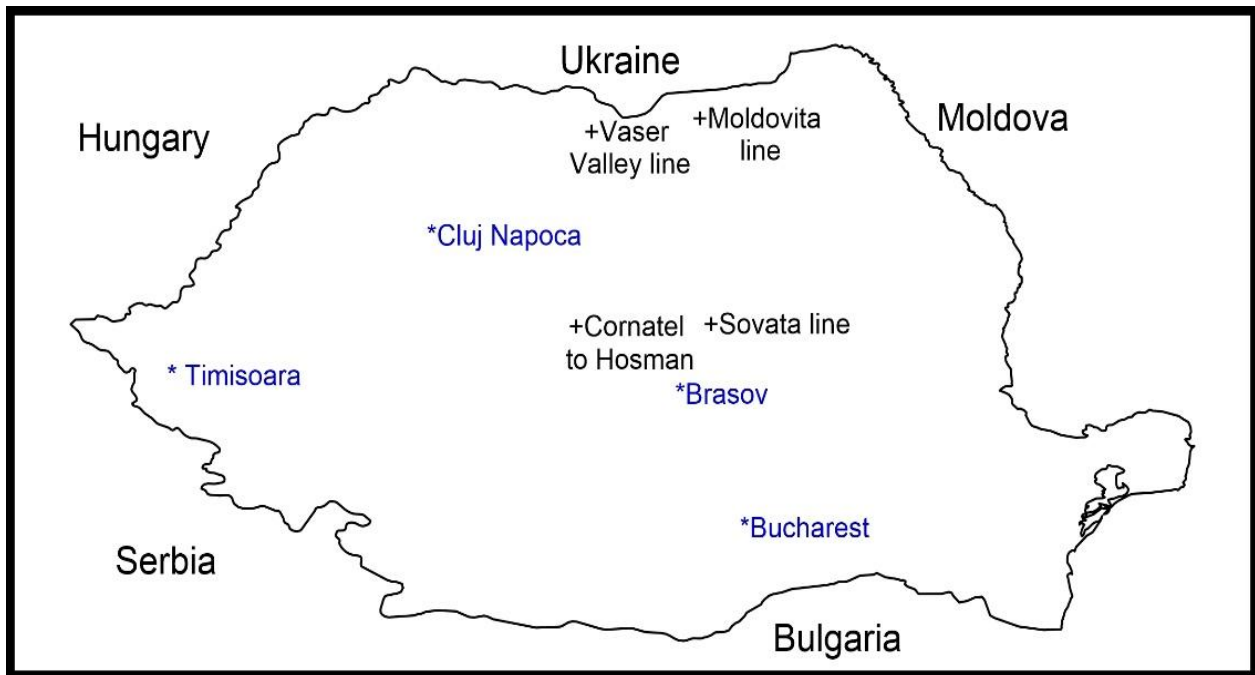 Ukraine
Hungary
Moldova
+Vaser
Valley line
+Moldovita
line
*Cluj Napoca
+Cornatel
to Hosman
+Sovata line
* Timisoara
*Brasov
*Bucharest
Serbia
Bulgaria